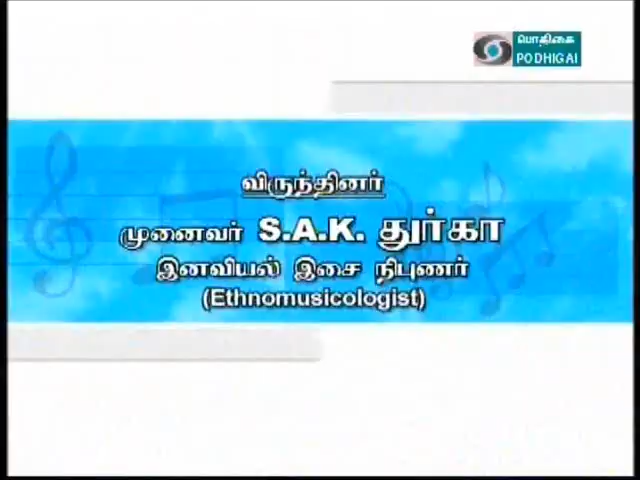 பொதிகை
PODHIGAI
விருந்தினர்
முனைவர் S.A.K. துர்கா
இனவியல் இசை நிபுணர்
(Ethnomusicologist)